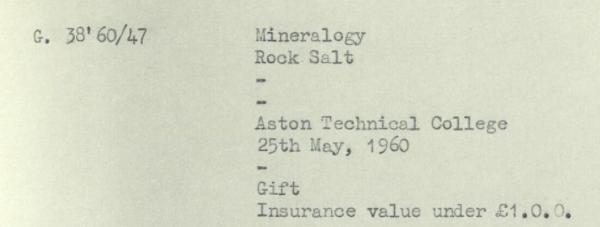 G. 38'60/47 Mineralogy
Rock Salt
-
-
Aston Technical College
25th May, 1960
-
Gift
Insurance value under £1.0.0.